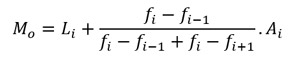 $M_o = L_i + \frac{f_i - f_{i-1}}{f_i - f_{i-1} + f_i - f_{i+1}} . A_i$